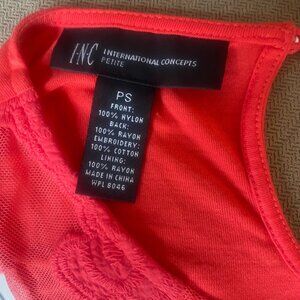 I·N·C INTERNATIONAL CONCEPTS
PETITE
PS
FRONT:
100% NYLON
BACK:
100% RAYON
EMBROIDERY:
100% COTTON
LINING:
100% RAYON
MADE IN CHINA
WPL 8046